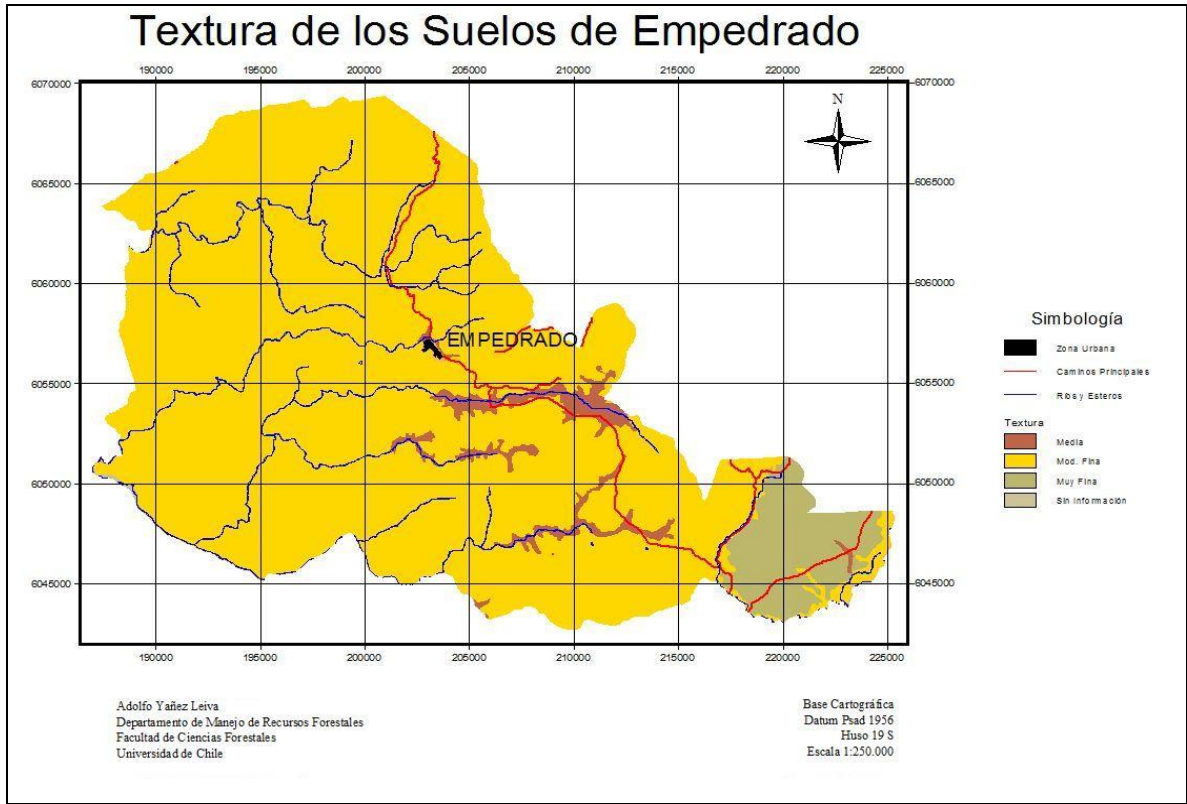 Textura de los Suelos de Empedrado
190000 195000 200000 205000 210000 215000 220000 225000
6070000 6070000
N
6065000 6065000
6060000 6060000
EMPEDRADO
6055000 6055000
6050000 6050000
6045000 6045000
190000 195000 200000 205000 210000 215000 220000 225000
Simbología
Zona Urbana
Caminos Principales
Ríos y Esteros
Textura
Media
Mod. Fina
Muy Fina
Sin Información
Adolfo Yañez Leiva
Departamento de Manejo de Recursos Forestales
Facultad de Ciencias Forestales
Universidad de Chile
Base Cartográfica
Datum Psad 1956
Huso 19 S
Escala 1:250.000